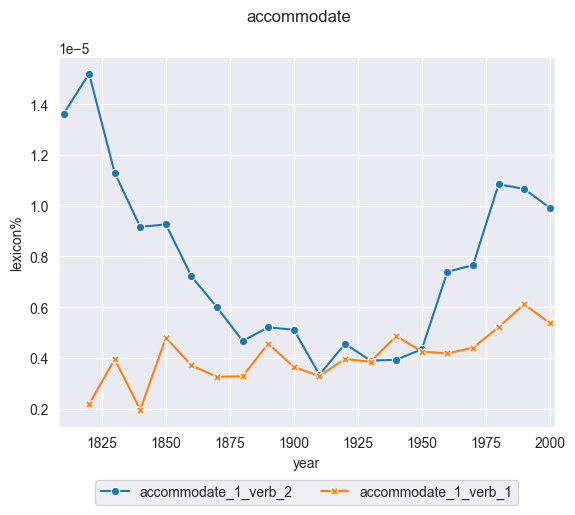 accommodate
1e−5
1.4
1.2
1.0
0.8
0.6
0.4
0.2
lexicon%
1825 1850 1875 1900 1925 1950 1975 2000
year
accommodate_1_verb_2 accommodate_1_verb_1